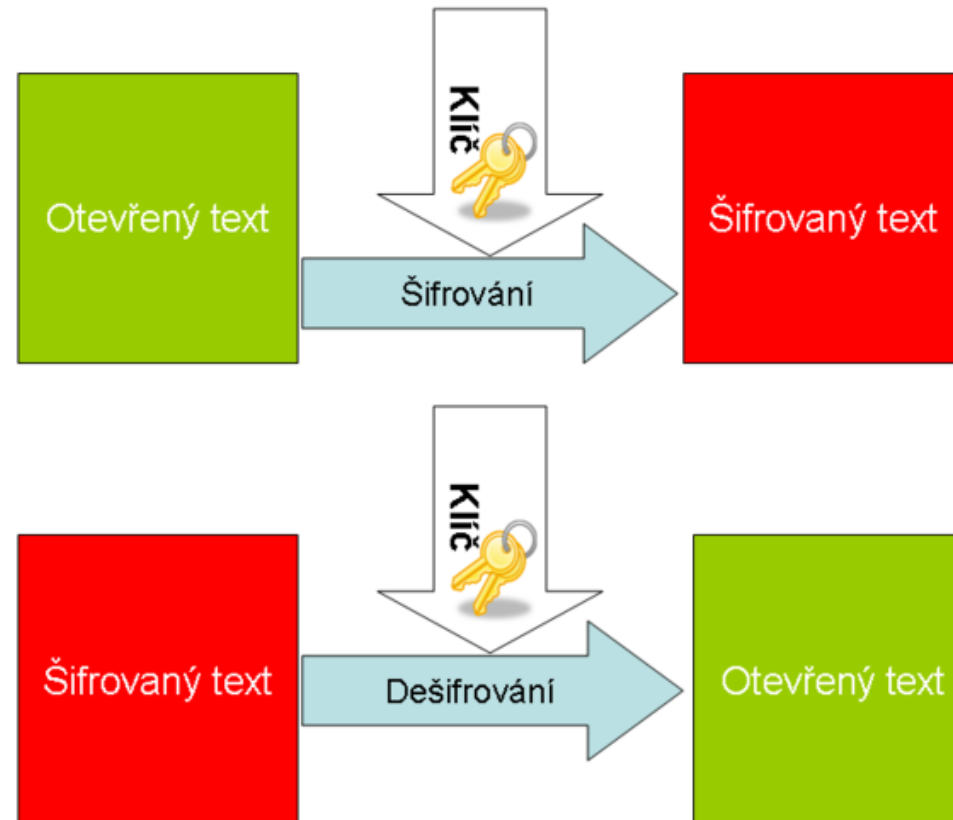 Klíč
Otevřený text
Šifrování
Šifrovaný text
Klíč
Šifrovaný text
Dešifrování
Otevřený text